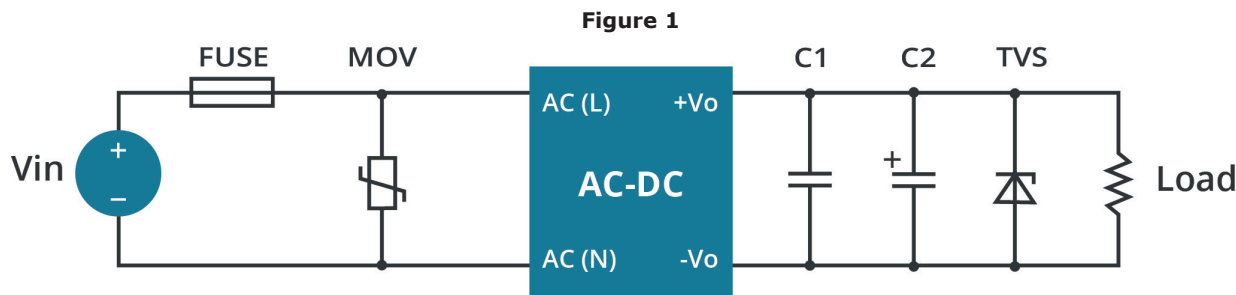 Figure 1
FUSE MOV C1 C2 TVS
AC (L) +Vo
+
Vin AC-DC + Load
–
AC (N) -Vo